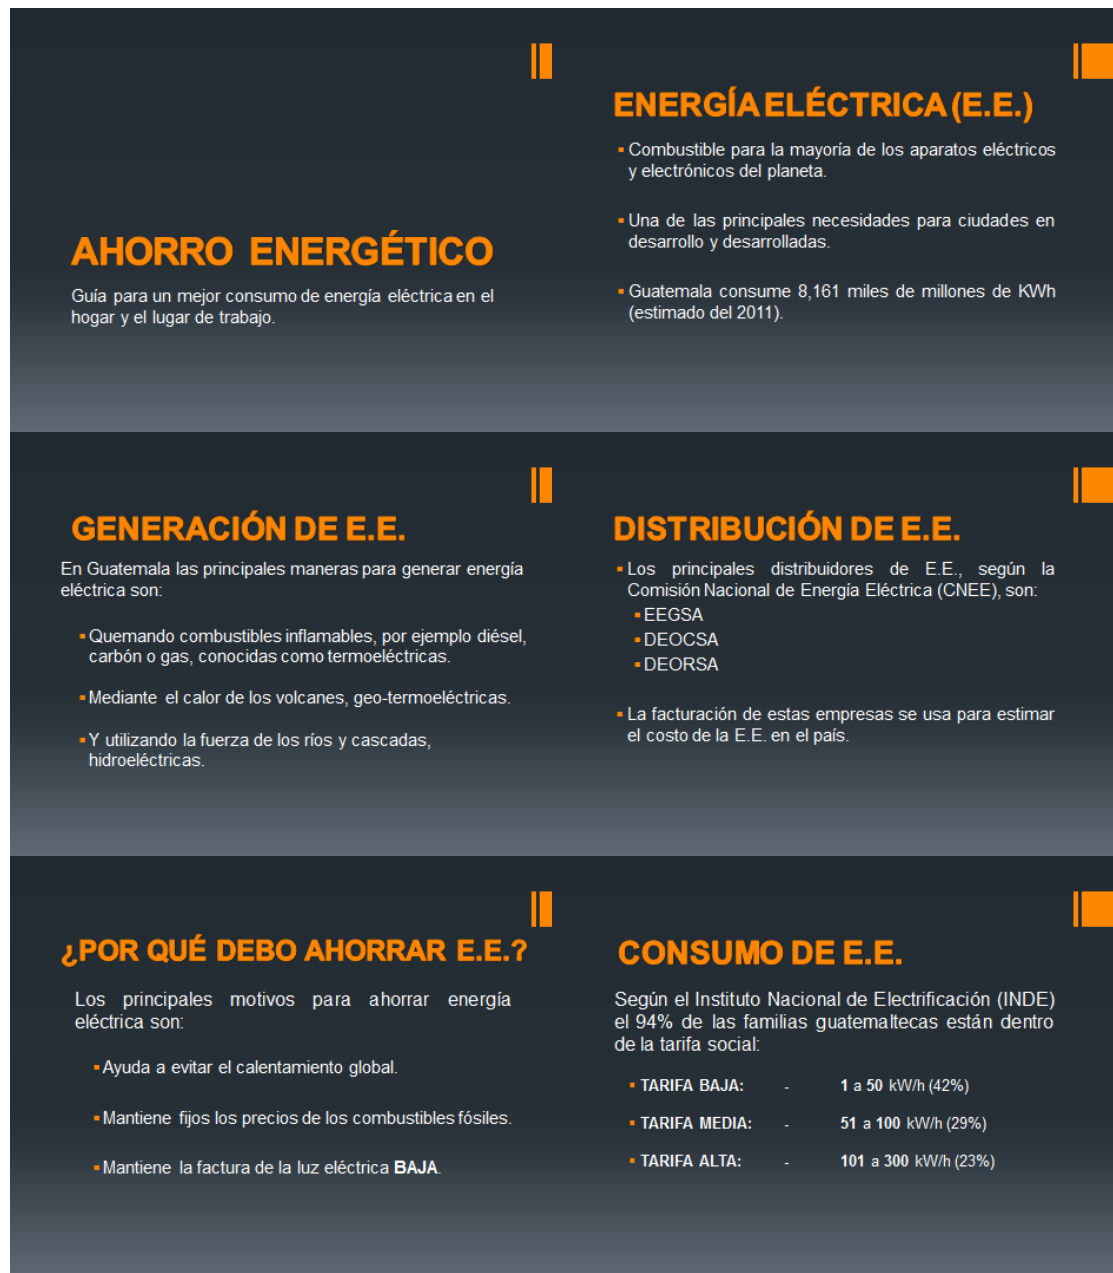 AHORRO ENERGÉTICO
Guía para un mejor consumo de energía eléctrica en el
hogar y el lugar de trabajo.
ENERGÍA ELÉCTRICA (E.E.)
Combustible para la mayoría de los aparatos eléctricos
y electrónicos del planeta.
Una de las principales necesidades para ciudades en
desarrollo y desarrolladas.
Guatemala consume 8,161 miles de millones de KWh
(estimado del 2011).
GENERACIÓN DE E.E.
En Guatemala las principales maneras para generar energía
eléctrica son:
Quemando combustibles inflamables, por ejemplo diésel,
carbón o gas, conocidas como termoeléctricas.
Mediante el calor de los volcanes, geo-termoeléctricas.
Y utilizando la fuerza de los ríos y cascadas,
hidroeléctricas.
DISTRIBUCIÓN DE E.E.
Los principales distribuidores de E.E., según la
Comisión Nacional de Energía Eléctrica (CNEE), son:
EEGSA
DEOCSA
DEORSA
La facturación de estas empresas se usa para estimar
el costo de la E.E. en el país.
¿POR QUÉ DEBO AHORRAR E.E.?
Los principales motivos para ahorrar energía
eléctrica son:
Ayuda a evitar el calentamiento global.
Mantiene fijos los precios de los combustibles fósiles.
Mantiene la factura de la luz eléctrica BAJA.
CONSUMO DE E.E.
Según el Instituto Nacional de Electrificación (INDE)
el 94% de las familias guatemaltecas están dentro
de la tarifa social:
TARIFA BAJA: - 1 a 50 kW/h (42%)
TARIFA MEDIA: - 51 a 100 kW/h (29%)
TARIFA ALTA: - 101 a 300 kW/h (23%)